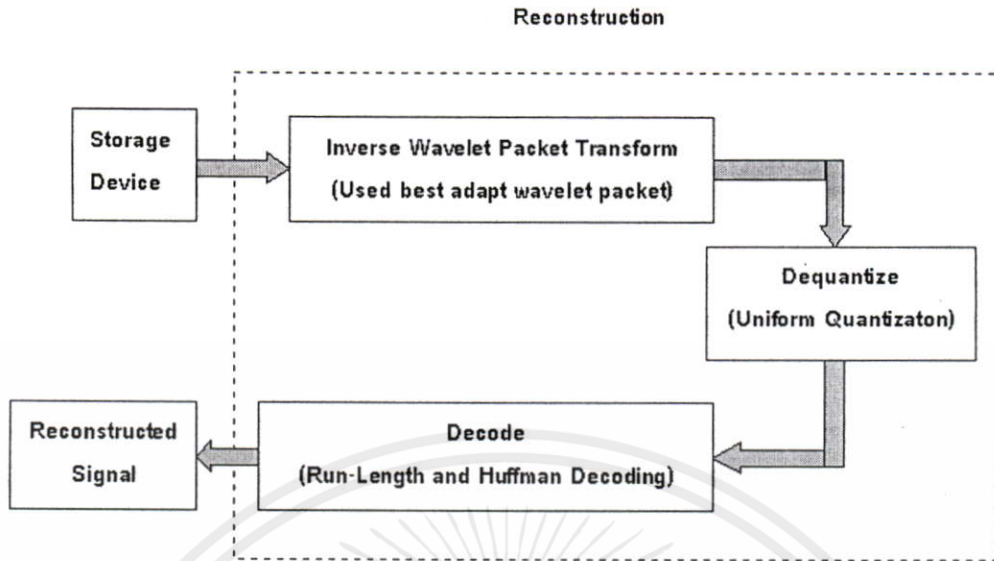 Reconstruction
Storage
Device
Inverse Wavelet Packet Transform
(Used best adapt wavelet packet)
Dequantize
(Uniform Quantizaton)
Decode
(Run-Length and Huffman Decoding)
Reconstructed
Signal